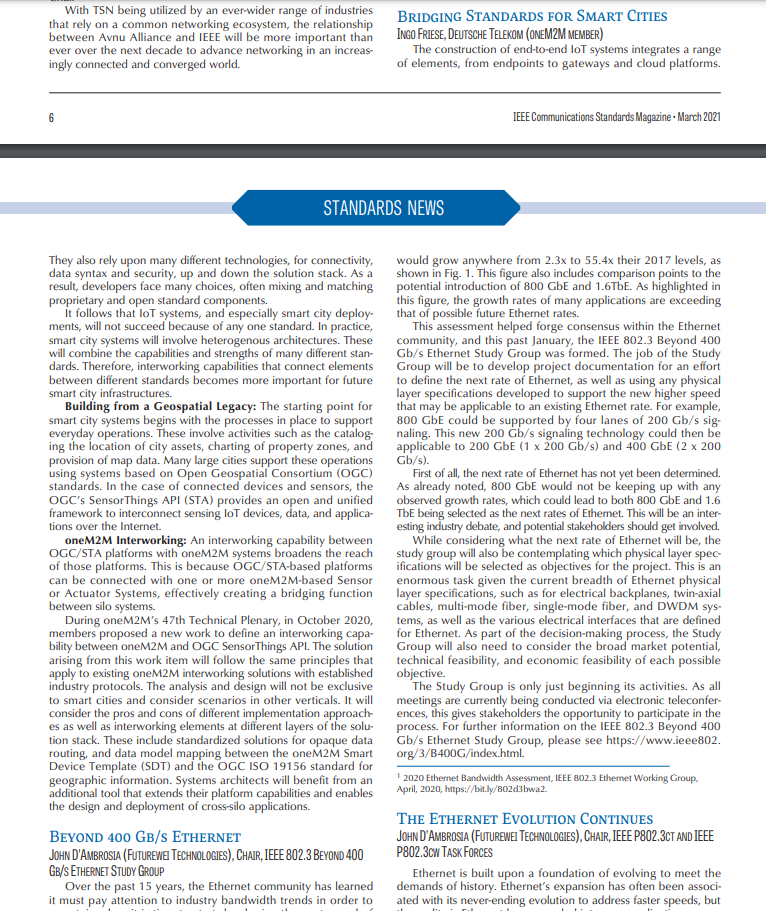 With TSN being utilized by an ever-wider range of industries
that rely on a common networking ecosystem, the relationship
between Avnu Alliance and IEEE will be more important than
ever over the next decade to advance networking in an increas-
ingly connected and converged world.
Bridging Standards for Smart Cities
Ingo Friese, Deutsche Telekom (oneM2M member)
The construction of end-to-end IoT systems integrates a range
of elements, from endpoints to gateways and cloud platforms.
6
IEEE Communications Standards Magazine • March 2021
STANDARDS NEWS
They also rely upon many different technologies, for connectivity,
data syntax and security, up and down the solution stack. As a
result, developers face many choices, often mixing and matching
proprietary and open standard components.
It follows that IoT systems, and especially smart city deploy-
ments, will not succeed because of any one standard. In practice,
smart city systems will involve heterogenous architectures. These
will combine the capabilities and strengths of many different stan-
dards. Therefore, interworking capabilities that connect elements
between different standards becomes more important for future
smart city infrastructures.
Building from a Geospatial Legacy: The starting point for
smart city systems begins with the processes in place to support
everyday operations. These involve activities such as the catalog-
ing the location of city assets, charting of property zones, and
provision of map data. Many large cities support these operations
using systems based on Open Geospatial Consortium (OGC)
standards. In the case of connected devices and sensors, the
OGC's SensorThings API (STA) provides an open and unified
framework to interconnect sensing IoT devices, data, and applica-
tions over the Internet.
oneM2M Interworking: An interworking capability between
OGC/STA platforms with oneM2M systems broadens the reach
of those platforms. This is because OGC/STA-based platforms
can be connected with one or more oneM2M-based Sensor
or Actuator Systems, effectively creating a bridging function
between silo systems.
During oneM2M's 47th Technical Plenary, in October 2020,
members proposed a new work to define an interworking capa-
bility between oneM2M and OGC SensorThings API. The solution
arising from this work item will follow the same principles that
apply to existing oneM2M interworking solutions with established
industry protocols. The analysis and design will not be exclusive
to smart cities and consider scenarios in other verticals. It will
consider the pros and cons of different implementation approach-
es as well as interworking elements at different layers of the solu-
tion stack. These include standardized solutions for opaque data
routing, and data model mapping between the oneM2M Smart
Device Template (SDT) and the OGC ISO 19156 standard for
geographic information. Systems architects will benefit from an
additional tool that extends their platform capabilities and enables
the design and deployment of cross-silo applications.
Beyond 400 Gb/s Ethernet
John D'Ambrosia (Futurewei Technologies), Chair, IEEE 802.3 Beyond 400
Gb/s Ethernet Study Group
Over the past 15 years, the Ethernet community has learned
it must pay attention to industry bandwidth trends in order to
would grow anywhere from 2.3x to 55.4x their 2017 levels, as
shown in Fig. 1. This figure also includes comparison points to the
potential introduction of 800 GbE and 1.6TbE. As highlighted in
this figure, the growth rates of many applications are exceeding
that of possible future Ethernet rates.
This assessment helped forge consensus within the Ethernet
community, and this past January, the IEEE 802.3 Beyond 400
Gb/s Ethernet Study Group was formed. The job of the Study
Group will be to develop project documentation for an effort
to define the next rate of Ethernet, as well as using any physical
layer specifications developed to support the new higher speed
that may be applicable to an existing Ethernet rate. For example,
800 GbE could be supported by four lanes of 200 Gb/s sig-
naling. This new 200 Gb/s signaling technology could then be
applicable to 200 GbE (1 x 200 Gb/s) and 400 GbE (2 x 200
Gb/s).
First of all, the next rate of Ethernet has not yet been determined.
As already noted, 800 GbE would not be keeping up with any
observed growth rates, which could lead to both 800 GbE and 1.6
TbE being selected as the next rates of Ethernet. This will be an inter-
esting industry debate, and potential stakeholders should get involved.
While considering what the next rate of Ethernet will be, the
study group will also be contemplating which physical layer spec-
ifications will be selected as objectives for the project. This is an
enormous task given the current breadth of Ethernet physical
layer specifications, such as for electrical backplanes, twin-axial
cables, multi-mode fiber, single-mode fiber, and DWDM sys-
tems, as well as the various electrical interfaces that are defined
for Ethernet. As part of the decision-making process, the Study
Group will also need to consider the broad market potential,
technical feasibility, and economic feasibility of each possible
objective.
The Study Group is only just beginning its activities. As all
meetings are currently being conducted via electronic teleconfer-
ences, this gives stakeholders the opportunity to participate in the
process. For further information on the IEEE 802.3 Beyond 400
Gb/s Ethernet Study Group, please see https://www.ieee802.
org/3/B400G/index.html.
1 2020 Ethernet Bandwidth Assessment, IEEE 802.3 Ethernet Working Group,
April, 2020, https://bit.ly/802d3bwa2.
The Ethernet Evolution Continues
John D'Ambrosia (Futurewei Technologies), Chair, IEEE P802.3ct and IEEE
P802.3cw Task Forces
Ethernet is built upon a foundation of evolving to meet the
demands of history. Ethernet's expansion has often been associ-
ated with its never-ending evolution to address faster speeds, but